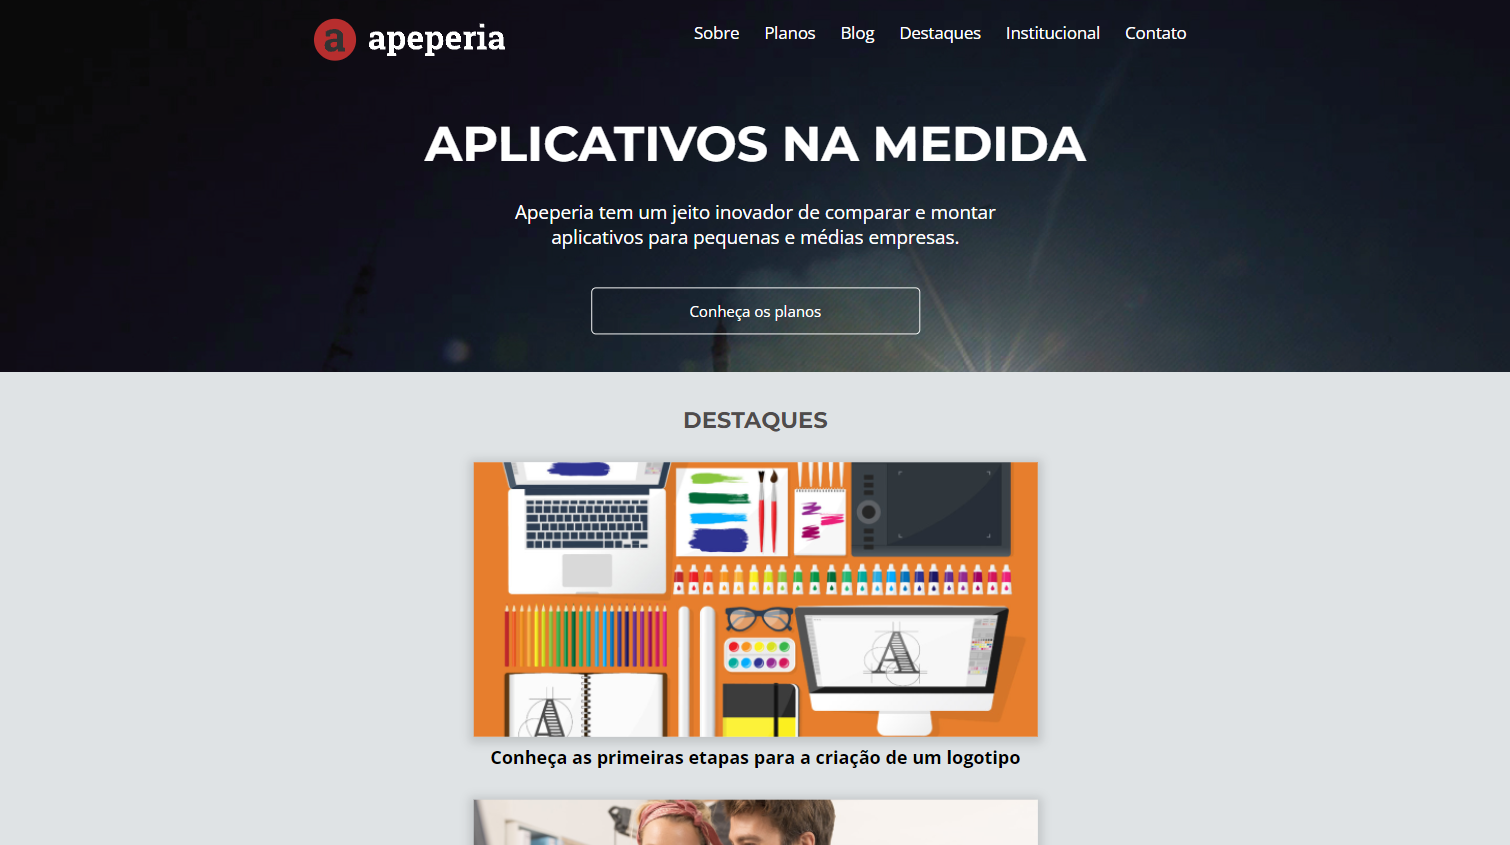 a apeperia
Sobre Planos Blog Destaques Institucional Contato
APLICATIVOS NA MEDIDA
Apeperia tem um jeito inovador de comparar e montar
aplicativos para pequenas e médias empresas.
Conheça os planos
DESTAQUES
A
A
Conheça as primeiras etapas para a criação de um logotipo